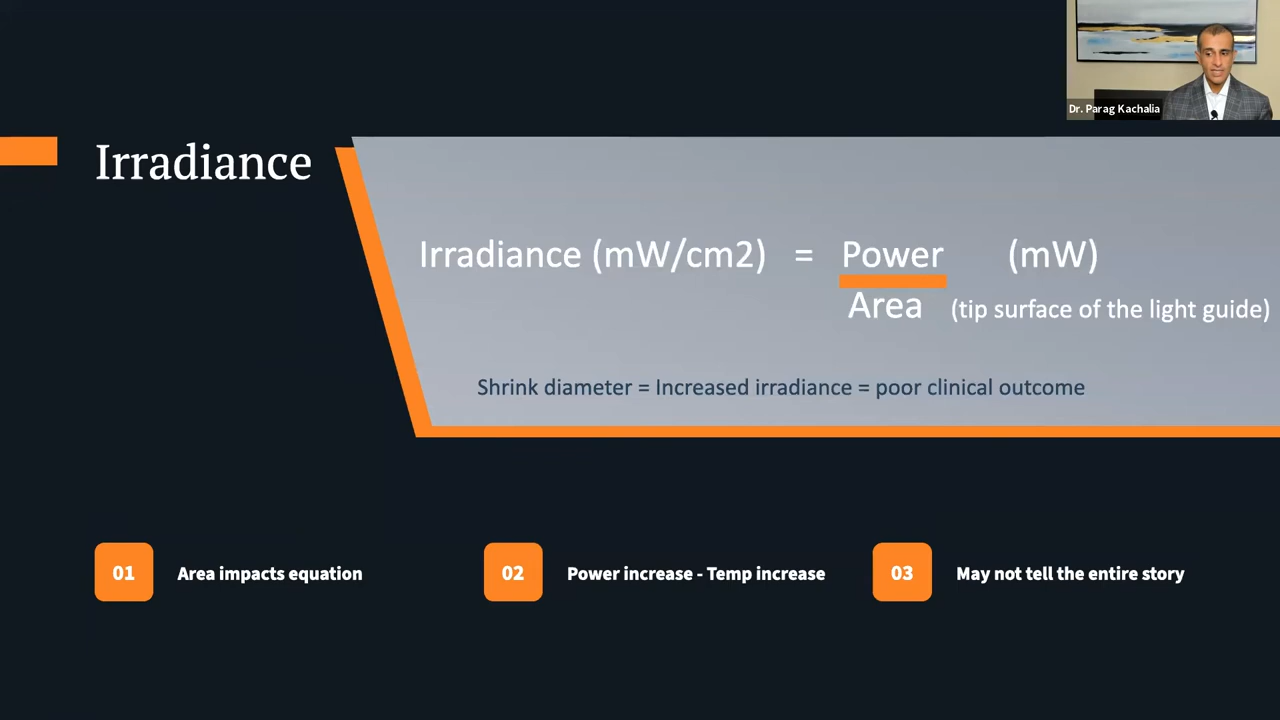 Dr. Parag Kachalia
Irradiance
Irradiance (mW/cm2) = Power (mW)
Area (tip surface of the light guide)
Shrink diameter = Increased irradiance = poor clinical outcome
01 Area impacts equation
02 Power increase - Temp increase
03 May not tell the entire story